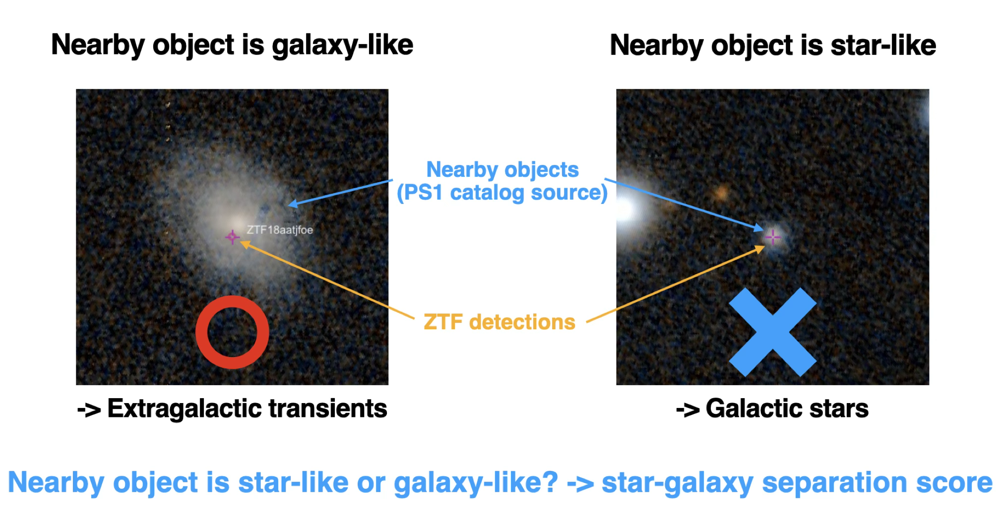 Nearby object is galaxy-like
Nearby object is star-like
Nearby objects
(PS1 catalog source)
ZTF18aatjfoe
ZTF detections
-> Extragalactic transients
-> Galactic stars
Nearby object is star-like or galaxy-like? -> star-galaxy separation score